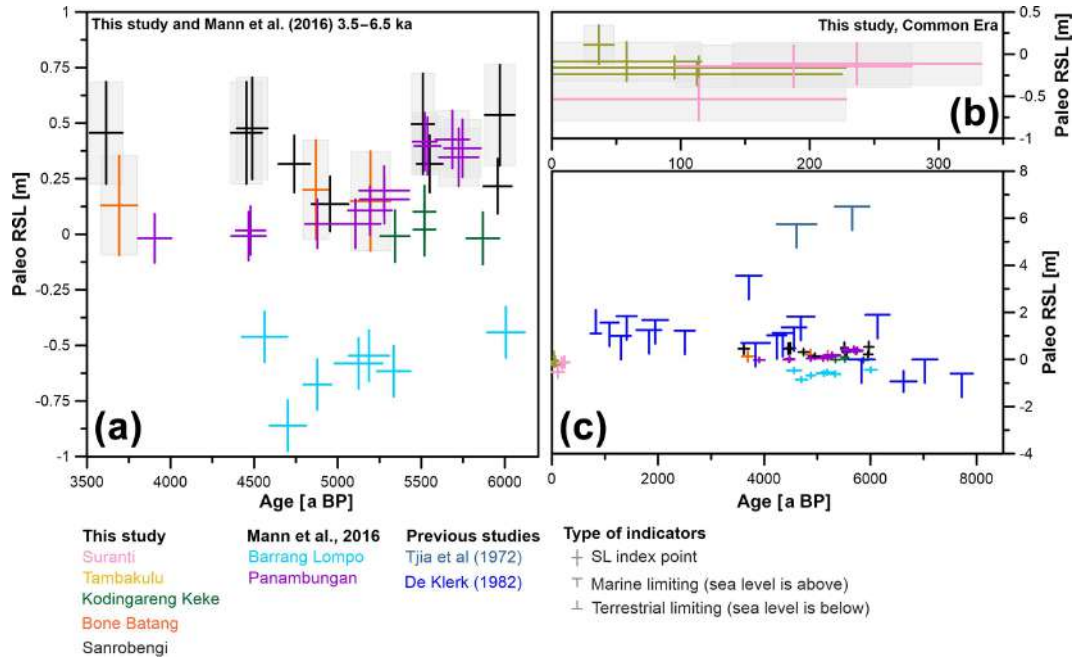 This study and Mann et al. (2016) 3.5–6.5 ka
1
0.75
0.5
0.25
0
-0.25
-0.5
-0.75
-1
Paleo RSL [m]
(a)
3500
4000
4500
5000
5500
6000
Age [a BP]
This study, Common Era
0.5
0
-0.5
-1
Paleo RSL [m]
(b)
0
100
200
300
8
6
4
2
0
-2
-4
Paleo RSL [m]
(c)
0
2000
4000
6000
8000
Age [a BP]
This study
Suranti
Tambakulu
Kodingareng Keke
Bone Batang
Sanrobengi
Mann et al., 2016
Barrang Lompo
Panambungan
Previous studies
Tjia et al (1972)
De Klerk (1982)
Type of indicators
SL index point
Marine limiting (sea level is above)
Terrestrial limiting (sea level is below)